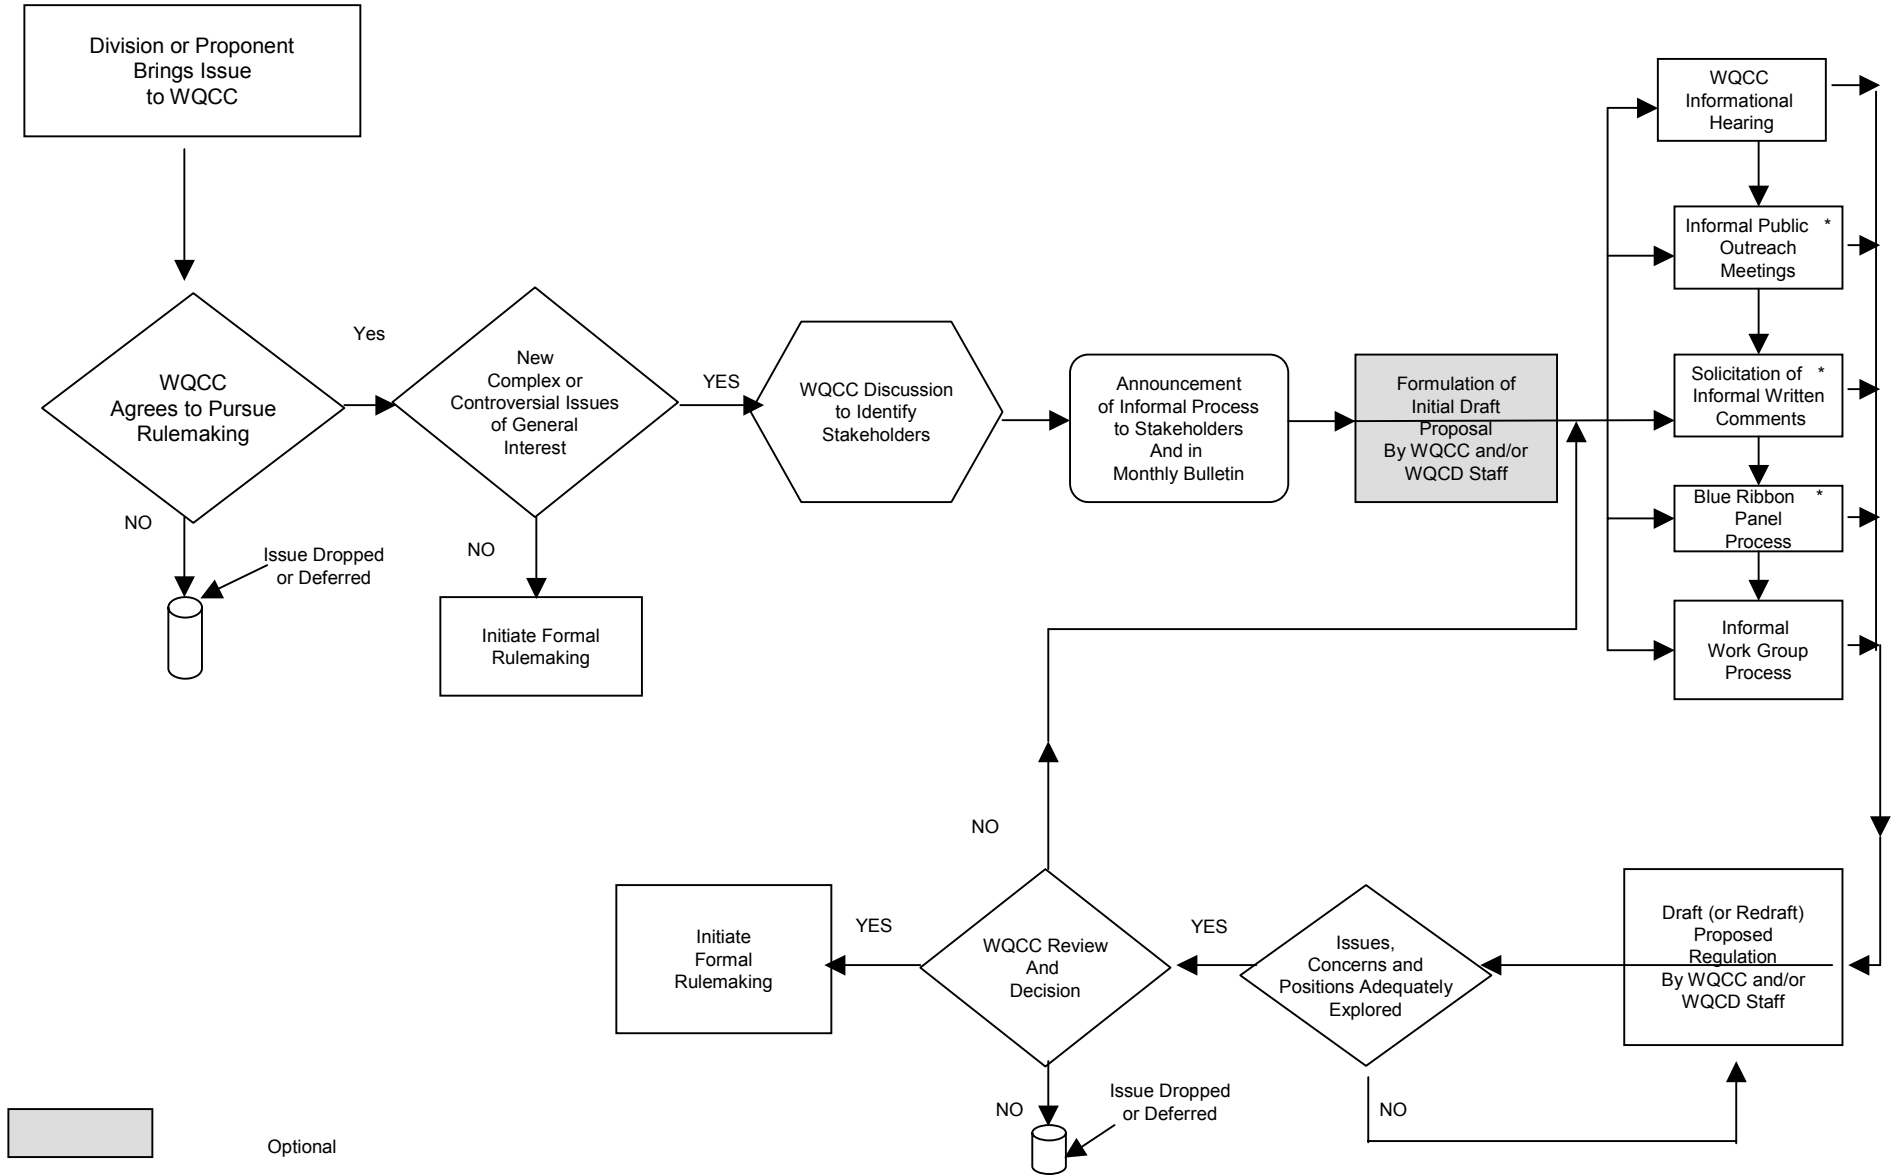 Division or Proponent
Brings Issue
to WQCC
WQCC
Agrees to Pursue
Rulemaking
Yes
NO
Issue Dropped
or Deferred
New
Complex or
Controversial Issues
of General
Interest
YES
NO
Initiate Formal
Rulemaking
WQCC Discussion
to Identify
Stakeholders
Announcement
of Informal Process
to Stakeholders
And in
Monthly Bulletin
Formulation of
Initial Draft
Proposal
By WQCC and/or
WQCD Staff
WQCC
Informational
Hearing
Informal Public *
Outreach
Meetings
Solicitation of *
Informal Written
Comments
Blue Ribbon *
Panel
Process
Informal
Work Group
Process
Draft (or Redraft)
Proposed
Regulation
By WQCC and/or
WQCD Staff
Issues,
Concerns and
Positions Adequately
Explored
YES
NO
WQCC Review
And
Decision
NO
YES
Initiate
Formal
Rulemaking
NO
Issue Dropped
or Deferred
Optional